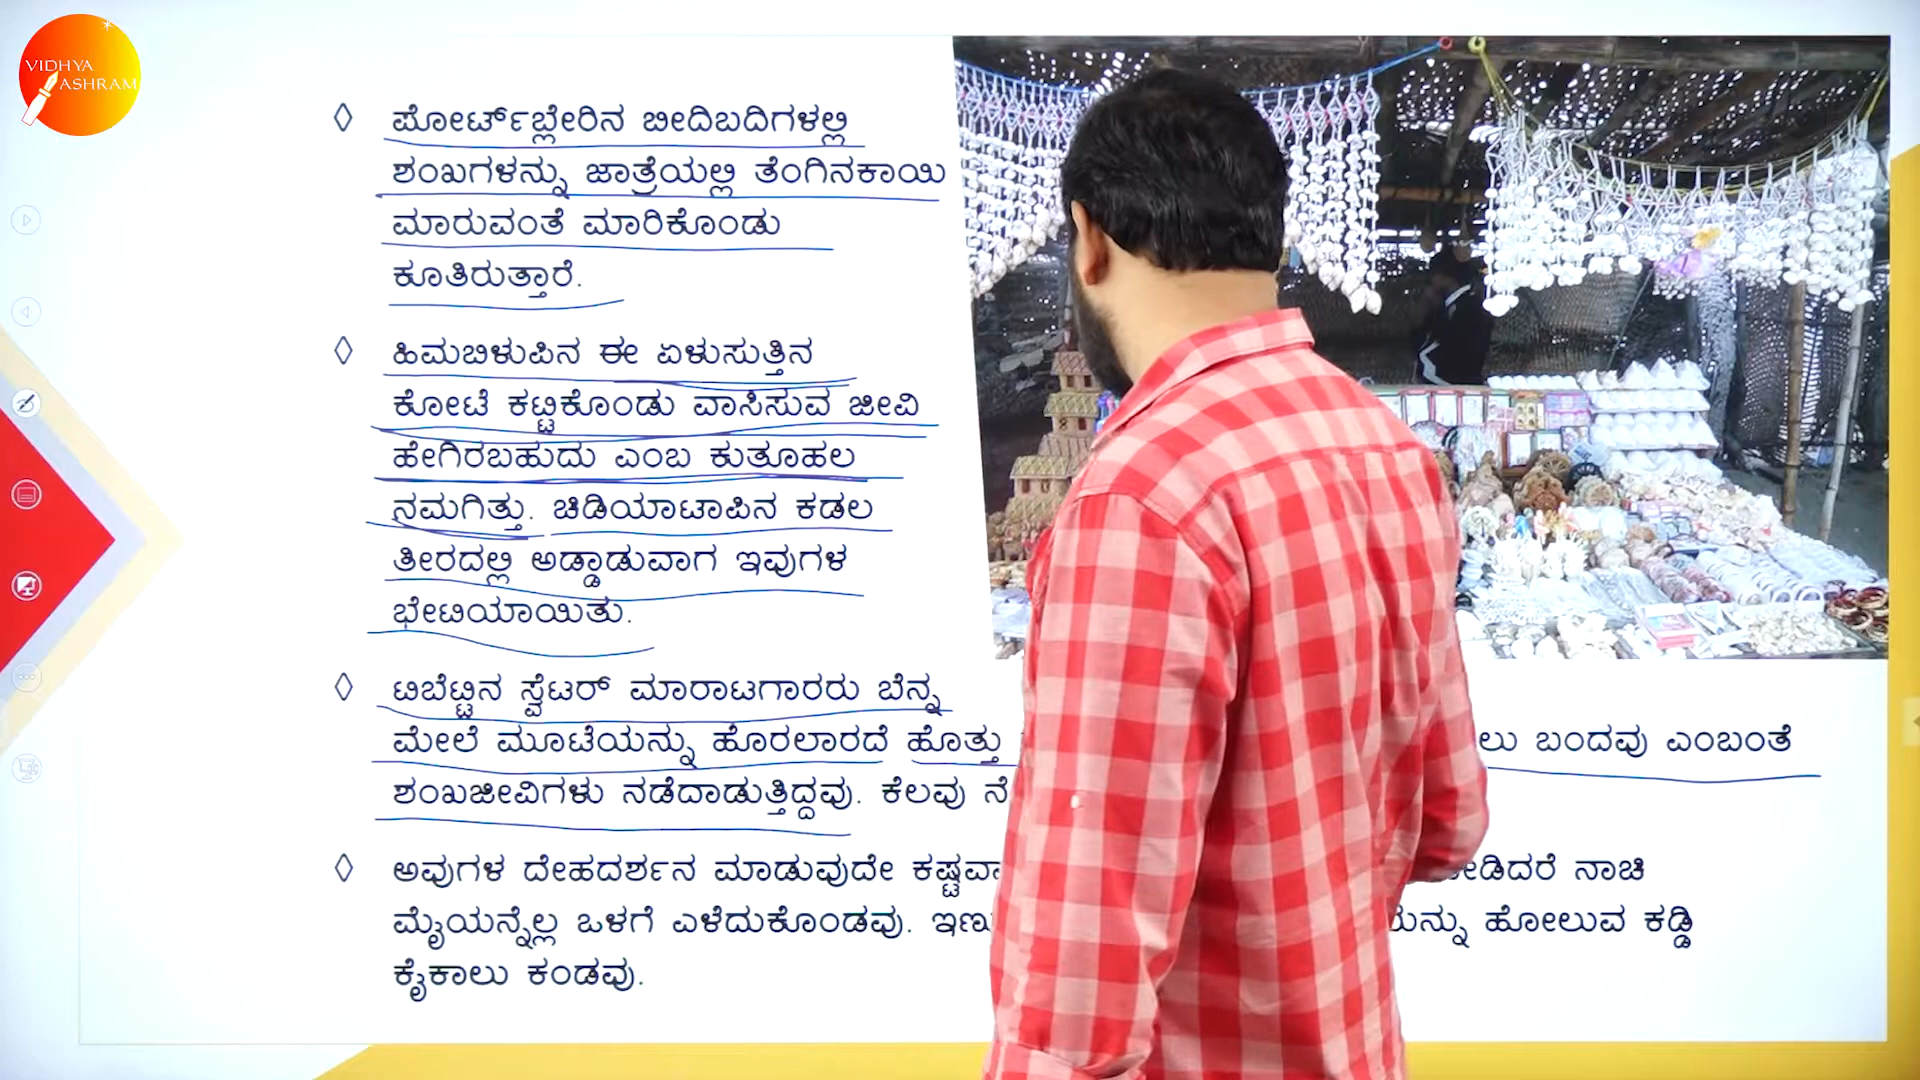 VIDHYA
ASHRAM
ಪೋರ್ಟ್‌ಬ್ಲೇರಿನ ಬೀದಿಬದಿಗಳಲ್ಲಿ
ಶಂಖಗಳನ್ನು ಜಾತ್ರೆಯಲ್ಲಿ ತೆಂಗಿನಕಾಯಿ
ಮಾರುವಂತೆ ಮಾರಿಕೊಂಡು
ಕೂತಿರುತ್ತಾರೆ.
ಹಿಮಬಿಳುಪಿನ ಈ ಏಳುಸುತ್ತಿನ
ಕೋಟೆ ಕಟ್ಟಿಕೊಂಡು ವಾಸಿಸುವ ಜೀವಿ
ಹೇಗಿರಬಹುದು ಎಂಬ ಕುತೂಹಲ
ನಮಗಿತ್ತು. ಚಿಡಿಯಾಟಾಪಿನ ಕಡಲ
ತೀರದಲ್ಲಿ ಅಡ್ಡಾಡುವಾಗ ಇವುಗಳ
ಭೇಟಿಯಾಯಿತು.
ಟಿಬೆಟ್ಟಿನ ಸ್ವೆಟರ್ ಮಾರಾಟಗಾರರು ಬೆನ್ನ
ಮೇಲೆ ಮೂಟೆಯನ್ನು ಹೊರಲಾರದೆ ಹೊತ್ತು ಬಂದವು ಎಂಬಂತೆ
ಶಂಖಜೀವಿಗಳು ನಡೆದಾಡುತ್ತಿದ್ದವು. ಕೆಲವು
ಅವುಗಳ ದೇಹದರ್ಶನ ಮಾಡುವುದೇ ನಾಚಿ
ಮೈಯನ್ನೆಲ್ಲ ಒಳಗೆ ಎಳೆದುಕೊಂಡವು. ಹೋಲುವ ಕಡ್ಡಿ
ಕೈಕಾಲು ಕಂಡವು.